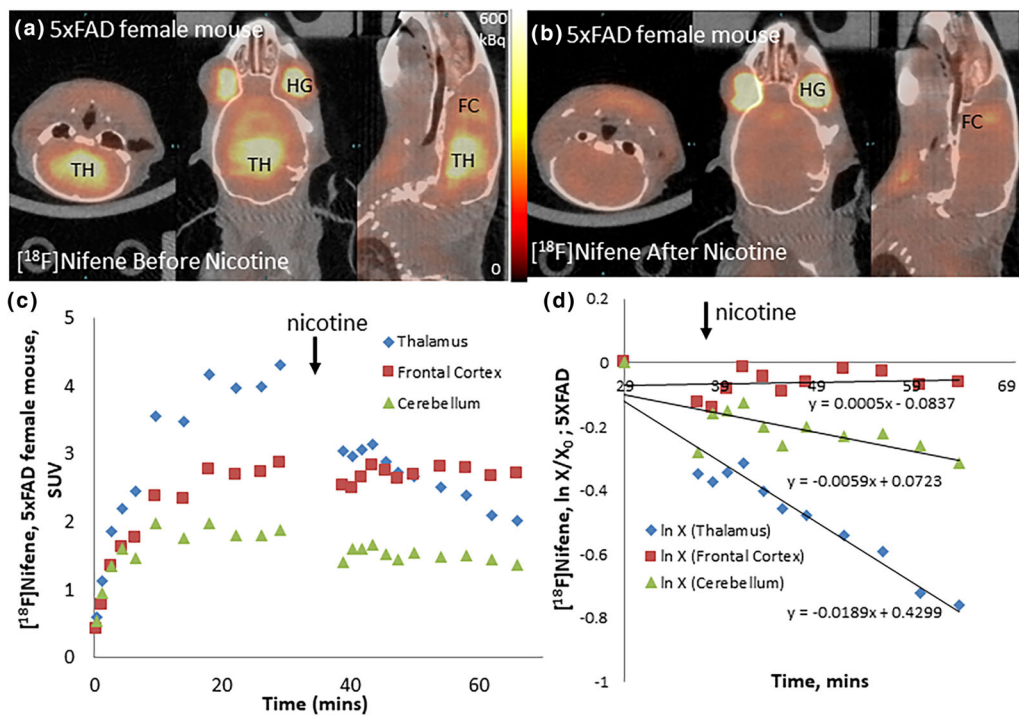 (a) 5xFAD female mouse
600
kBq
HG
FC
TH
TH
TH
0
[¹⁸F]Nifene Before Nicotine
(b) 5xFAD female mouse
HG
FC
[¹⁸F]Nifene After Nicotine
(c)
[¹⁸F]Nifene, 5xFAD female mouse,
SUV
5
4
3
2
1
0
nicotine
Thalamus
Frontal Cortex
Cerebellum
0
20
40
60
Time (mins)
(d)
[¹⁸F]Nifene, ln X/X₀ ; 5XFAD
0.2
0
-0.2
-0.4
-0.6
-0.8
-1
nicotine
29
39
49
59
69
y = 0.0005x - 0.0837
y = -0.0059x + 0.0723
ln X (Thalamus)
ln X (Frontal Cortex)
ln X (Cerebellum)
y = -0.0189x + 0.4299
Time, mins